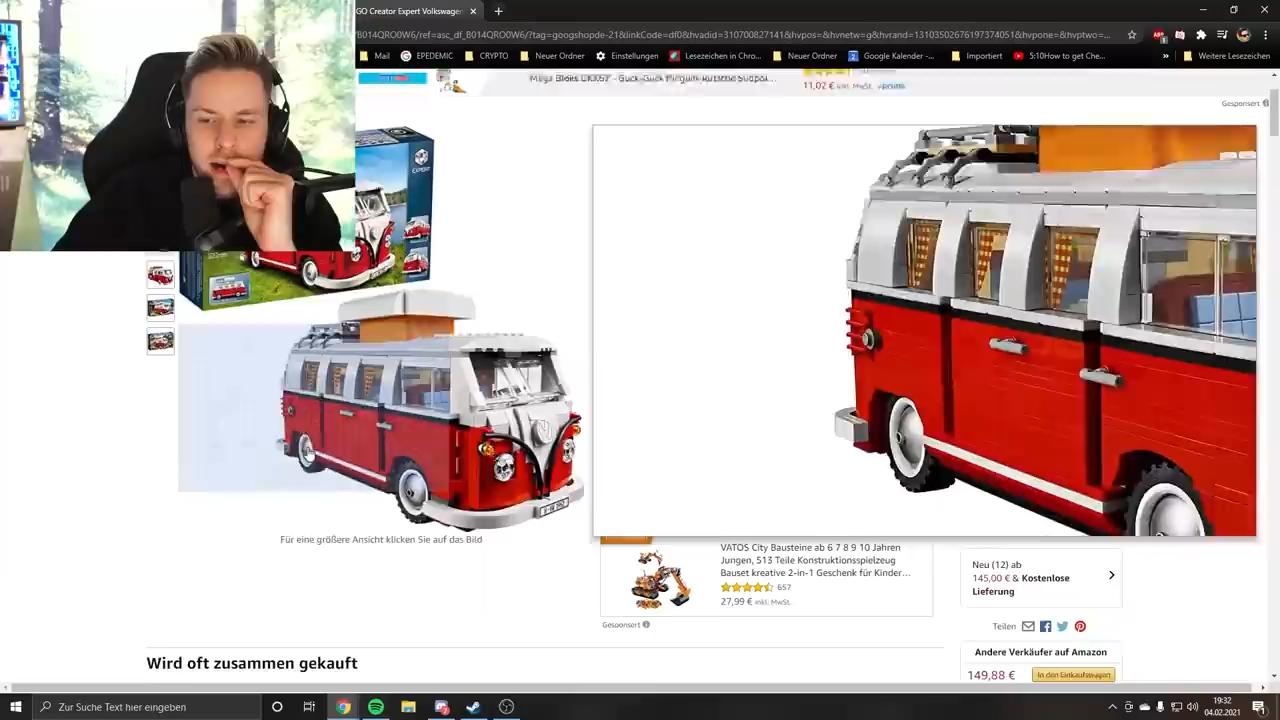 GO Creator Expert Volkswagen
B014QRO0W6/ref=asc_df_B014QRO0W6/?tag=googshopde-21&linkCode=df0&hvadid=310700827141&hvpos=&hvnetw=g&hvrand=13103502676197374051&hvpone=&hvptwo=...
Mail EPEDEMIC CRYPTO Neuer Ordner Einstellungen Lesezeichen in Chro... Neuer Ordner Google Kalender -... Importiert 5:10How to get Che... » Weitere Lesezeichen
11,02 € inkl. MwSt. prime
Gesponsert
EXPERT
Für eine größere Ansicht klicken Sie auf das Bild
VATOS City Bausteine ab 6 7 8 9 10 Jahren
Jungen, 513 Teile Konstruktionsspielzeug
Bauset kreative 2-in-1 Geschenk für Kinder...
657
27,99 € inkl. MwSt.
Gesponsert
Neu (12) ab
145,00 € & Kostenlose
Lieferung
Teilen
Wird oft zusammen gekauft
Andere Verkäufer auf Amazon
149,88 € In den Einkaufswagen
Zur Suche Text hier eingeben
19:32
04.02.2021